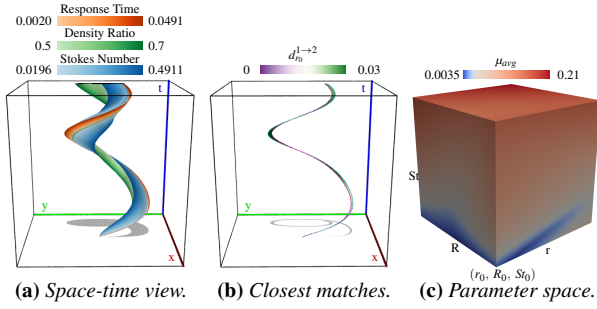 Response Time
0.0020 0.0491
Density Ratio
0.5 0.7
Stokes Number
0.0196 0.4911
t
y
x
(a) Space-time view.
d_{r_0}^{1→2}
0 0.03
t
y
x
(b) Closest matches.
μ_{avg}
0.0035 0.21
St
R
r
(r_0, R_0, St_0)
(c) Parameter space.